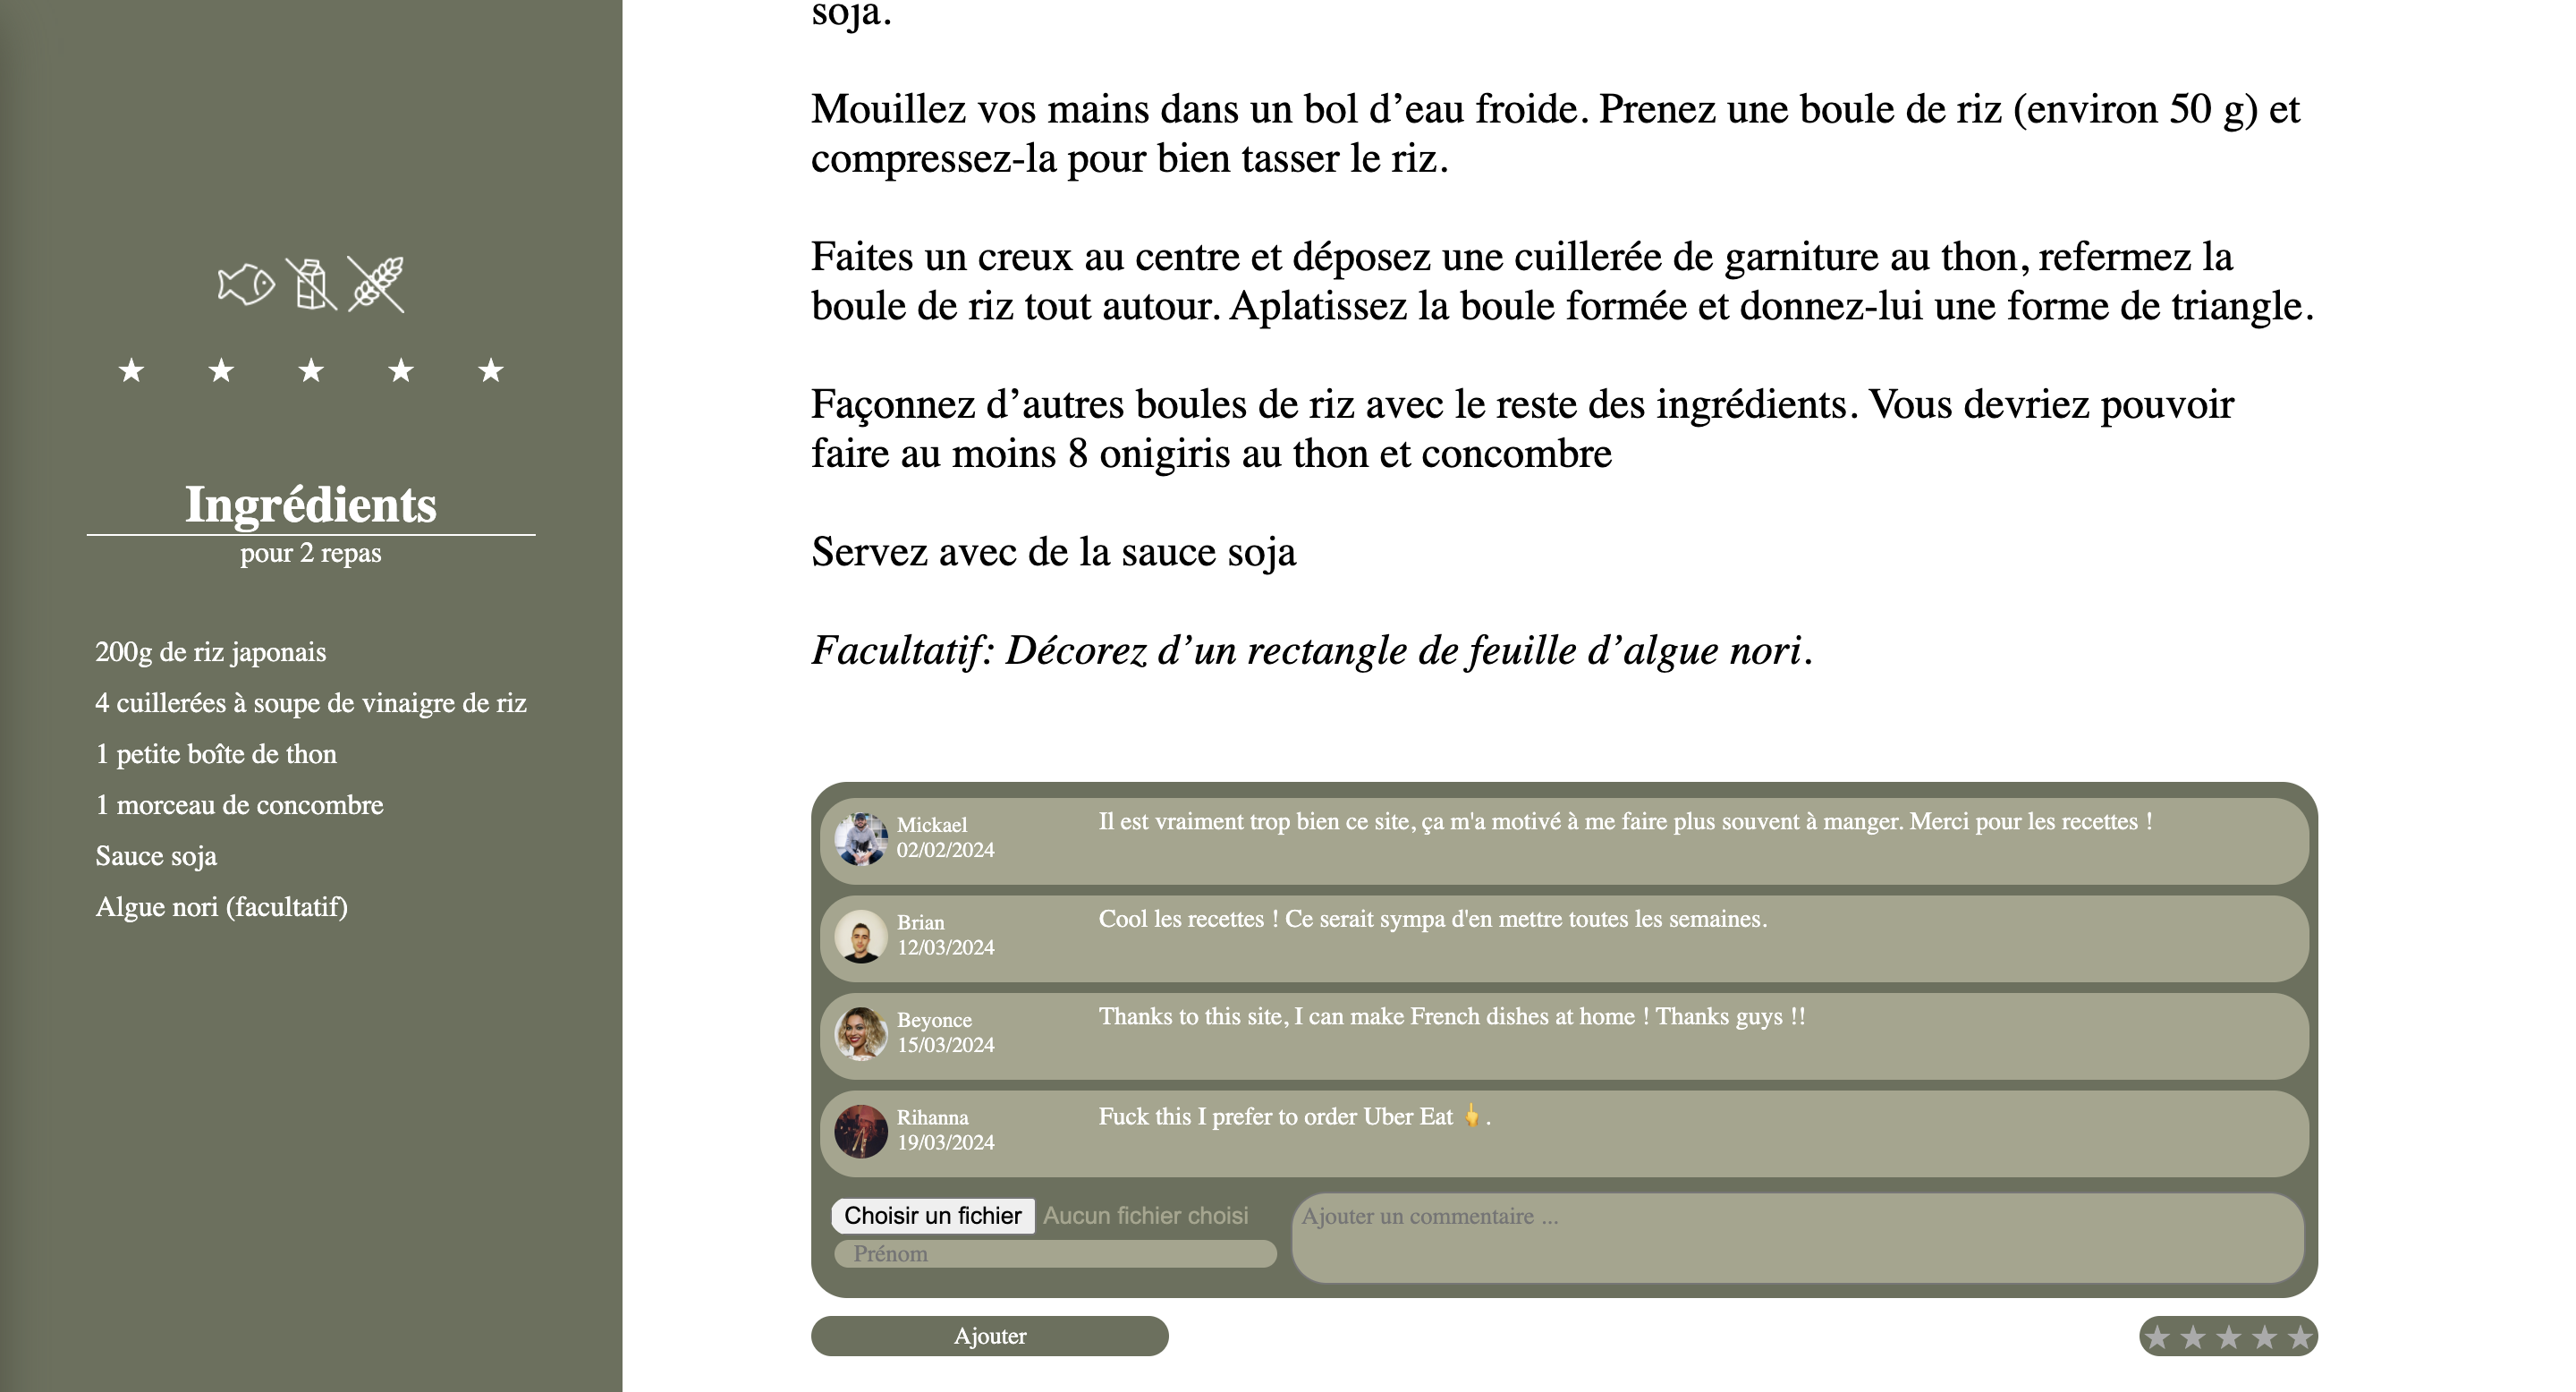 Ingrédients
pour 2 repas
200g de riz japonais
4 cuillerées à soupe de vinaigre de riz
1 petite boîte de thon
1 morceau de concombre
Sauce soja
Algue nori (facultatif)
soja.
Mouillez vos mains dans un bol d’eau froide. Prenez une boule de riz (environ 50 g) et
compressez-la pour bien tasser le riz.
Faites un creux au centre et déposez une cuillerée de garniture au thon, refermez la
boule de riz tout autour. Aplatissez la boule formée et donnez-lui une forme de triangle.
Façonnez d’autres boules de riz avec le reste des ingrédients. Vous devriez pouvoir
faire au moins 8 onigiris au thon et concombre
Servez avec de la sauce soja
Facultatif: Décorez d’un rectangle de feuille d’algue nori.
Mickael
02/02/2024
Il est vraiment trop bien ce site, ça m'a motivé à me faire plus souvent à manger. Merci pour les recettes !
Brian
12/03/2024
Cool les recettes ! Ce serait sympa d'en mettre toutes les semaines.
Beyonce
15/03/2024
Thanks to this site, I can make French dishes at home ! Thanks guys !!
Rihanna
19/03/2024
Fuck this I prefer to order Uber Eat 🖕.
Choisir un fichier Aucun fichier choisi
Prénom
Ajouter un commentaire ...
Ajouter